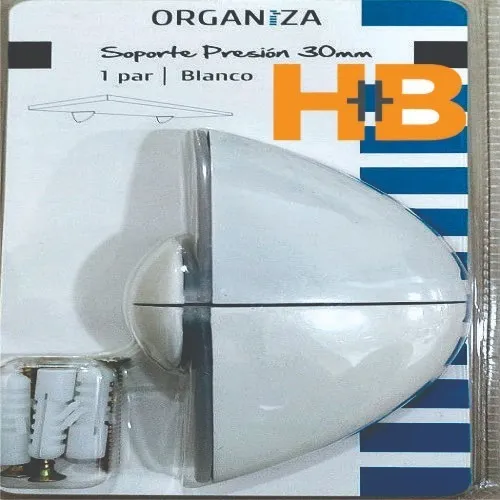 ORGANIZA
Soporte Presión 30mm
1 par | Blanco
H+B